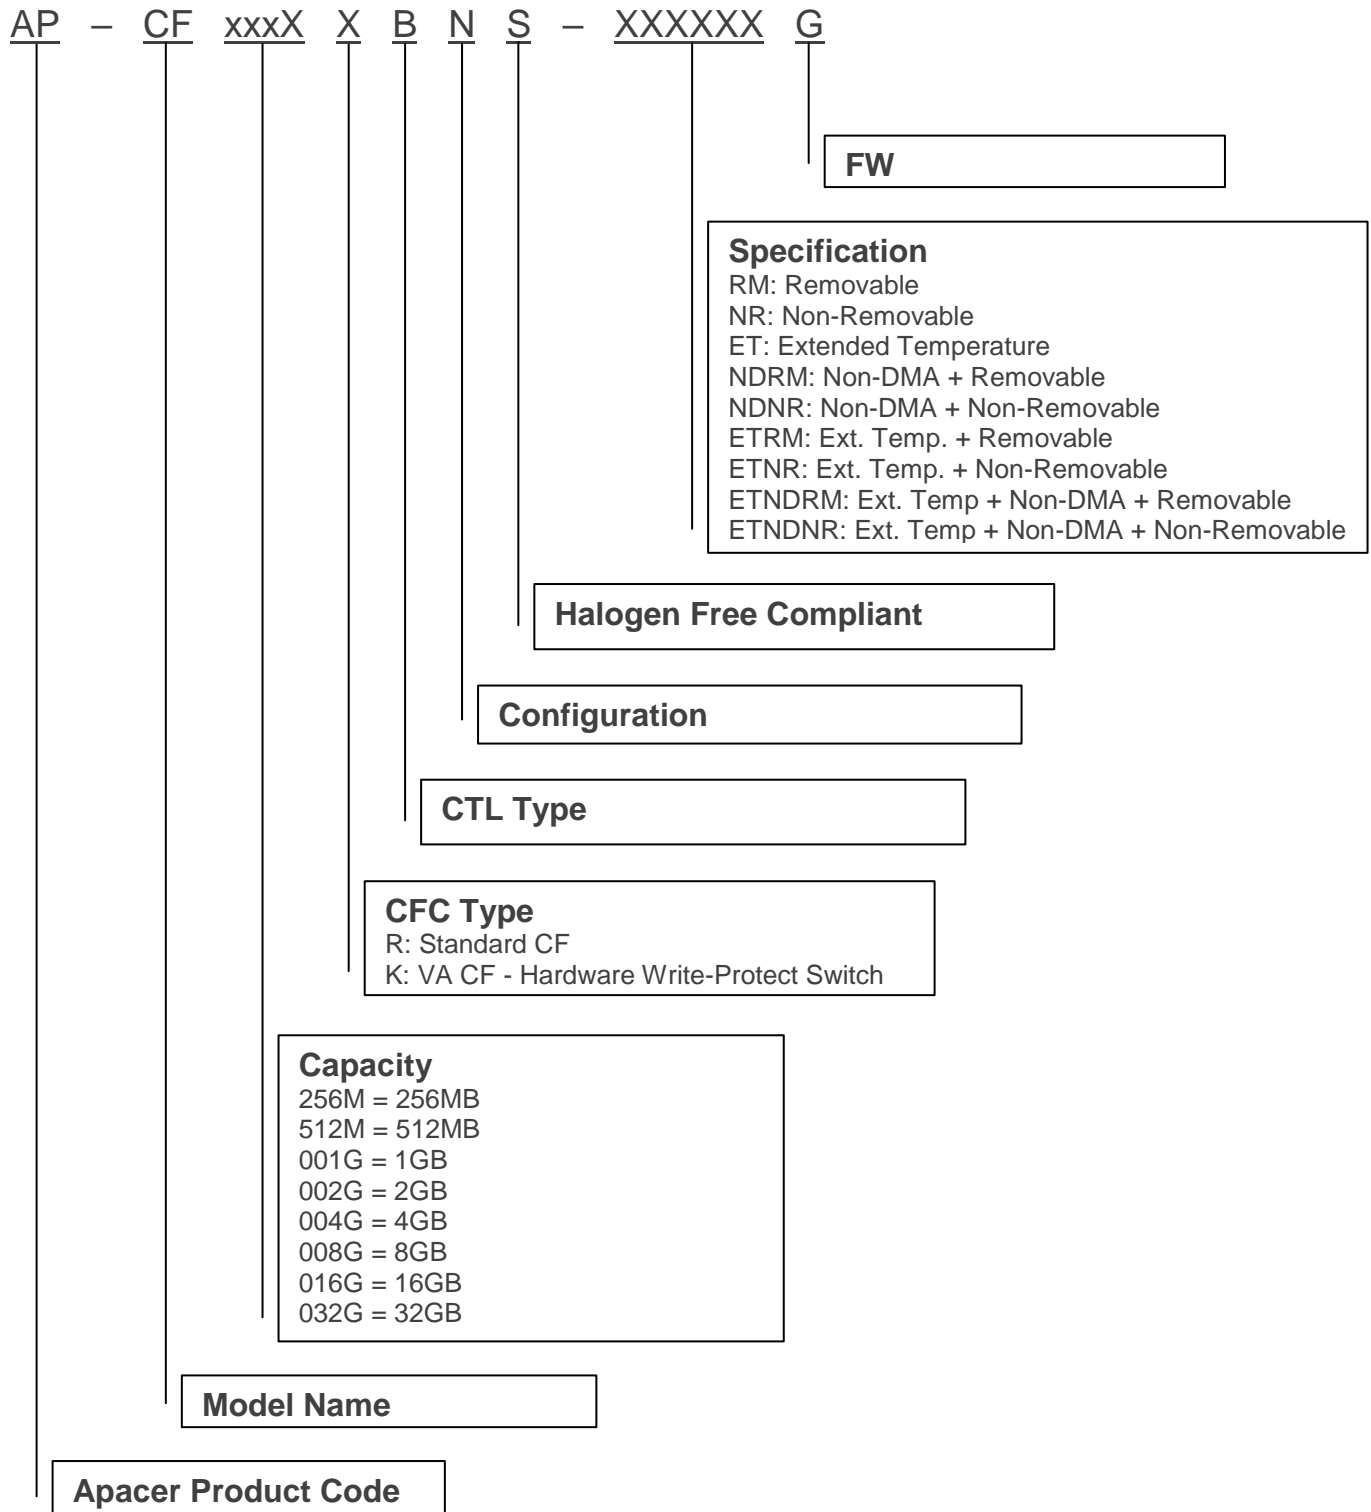 AP – CF xxxX X B N S – XXXXXX G
FW
Specification
RM: Removable
NR: Non-Removable
ET: Extended Temperature
NDRM: Non-DMA + Removable
NDNR: Non-DMA + Non-Removable
ETRM: Ext. Temp. + Removable
ETNR: Ext. Temp. + Non-Removable
ETNDRM: Ext. Temp + Non-DMA + Removable
ETNDNR: Ext. Temp + Non-DMA + Non-Removable
Halogen Free Compliant
Configuration
CTL Type
CFC Type
R: Standard CF
K: VA CF - Hardware Write-Protect Switch
Capacity
256M = 256MB
512M = 512MB
001G = 1GB
002G = 2GB
004G = 4GB
008G = 8GB
016G = 16GB
032G = 32GB
Model Name
Apacer Product Code